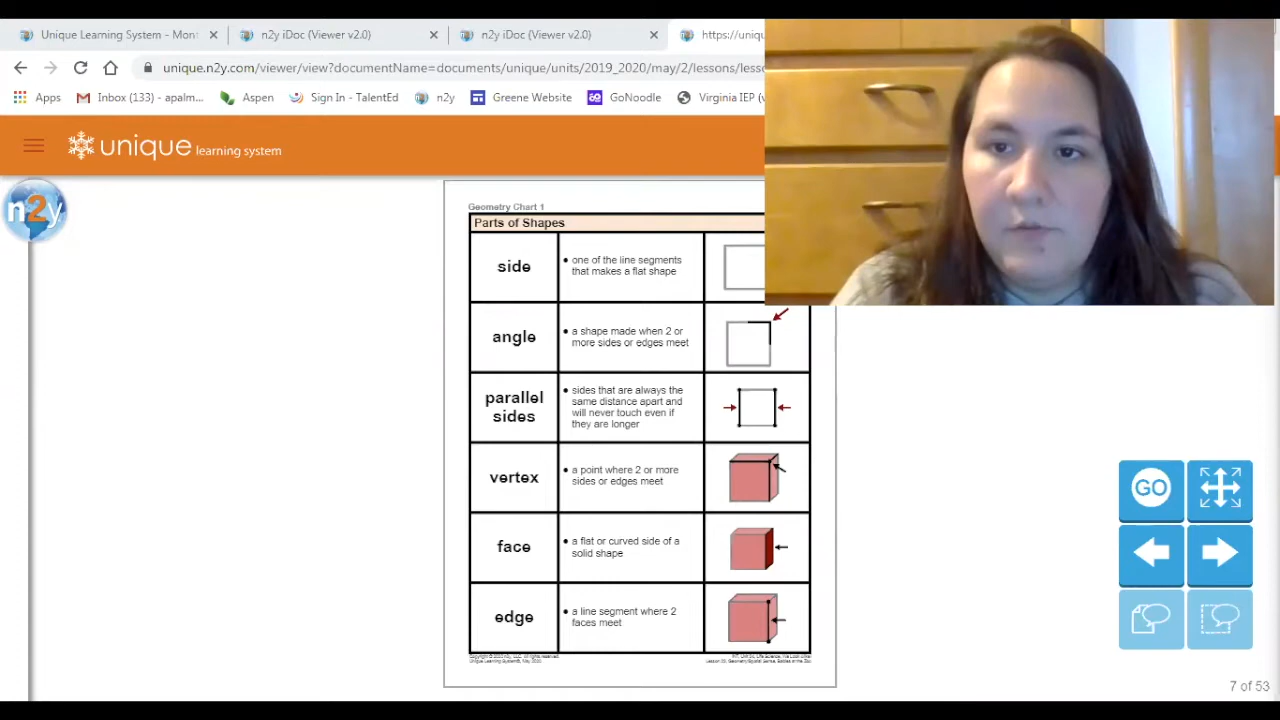 Unique Learning System - Mon
n2y iDoc (Viewer v2.0)
n2y iDoc (Viewer v2.0)
https://uniqu
unique.n2y.com/viewer/view?documentName=documents/unique/units/2019_2020/may/2/lessons/less
Apps
Inbox (133) - apalm...
Aspen
Sign In - TalentEd
n2y
Greene Website
GoNoodle
Virginia IEP (v
unique learning system
n2y
Geometry Chart 1
Parts of Shapes
side
• one of the line segments
that makes a flat shape
angle
• a shape made when 2 or
more sides or edges meet
parallel
sides
• sides that are always the
same distance apart and
will never touch even if
they are longer
vertex
• a point where 2 or more
sides or edges meet
face
• a flat or curved side of a
solid shape
edge
• a line segment where 2
faces meet
GO
7 of 53